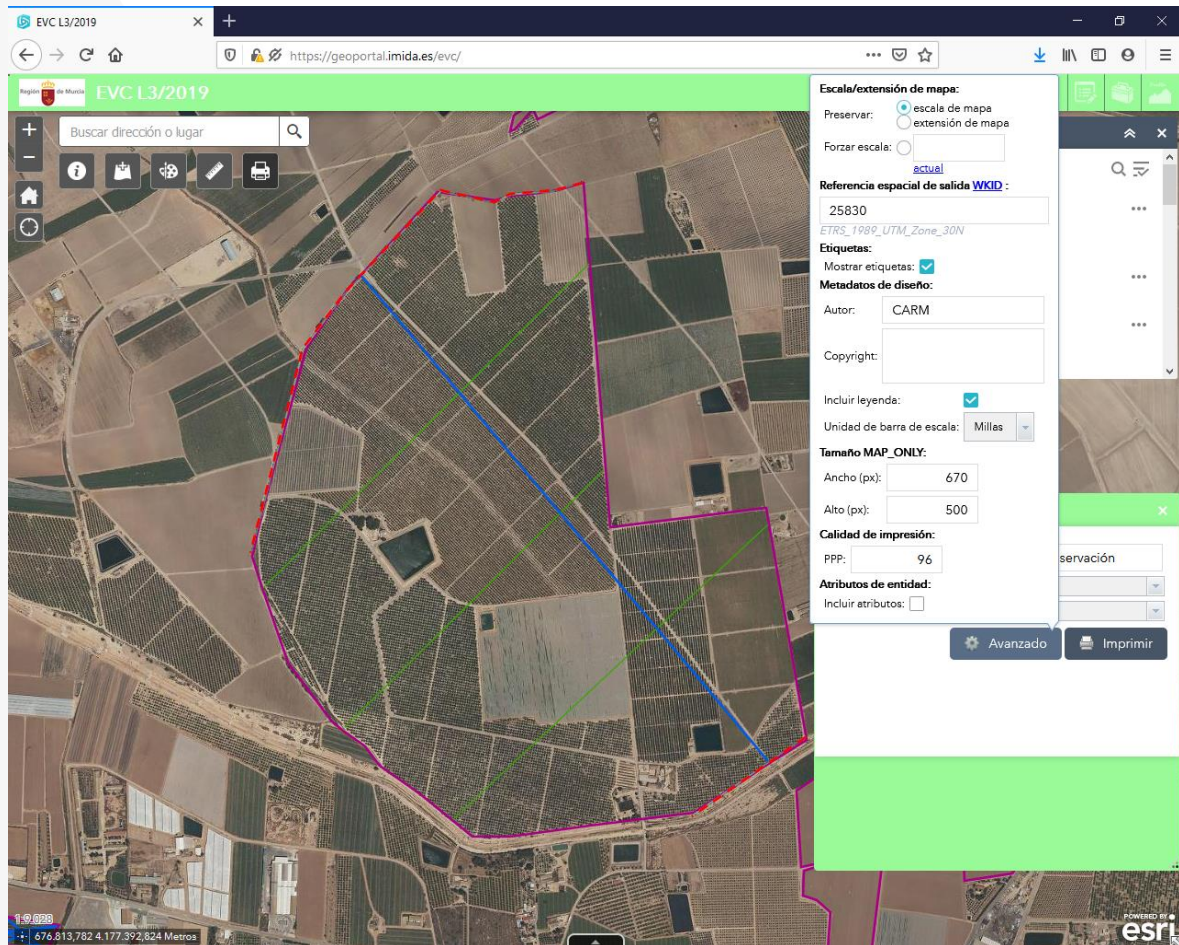 EVC L3/2019
https://geoportal.imida.es/evc/
Región de Murcia
EVC L3/2019
Buscar dirección o lugar
Escala/extensión de mapa:
Preservar:
escala de mapa
extensión de mapa
Forzar escala:
actual
Referencia espacial de salida WKID :
25830
ETRS_1989_UTM_Zone_30N
Etiquetas:
Mostrar etiquetas:
Metadatos de diseño:
Autor: CARM
Copyright:
Incluir leyenda:
Unidad de barra de escala: Millas
Tamaño MAP_ONLY:
Ancho (px): 670
Alto (px): 500
Calidad de impresión:
PPP: 96
Atributos de entidad:
Incluir atributos:
servación
Avanzado
Imprimir
1:9.028
676.813,782 4.177.392,824 Metros
POWERED BY
esri